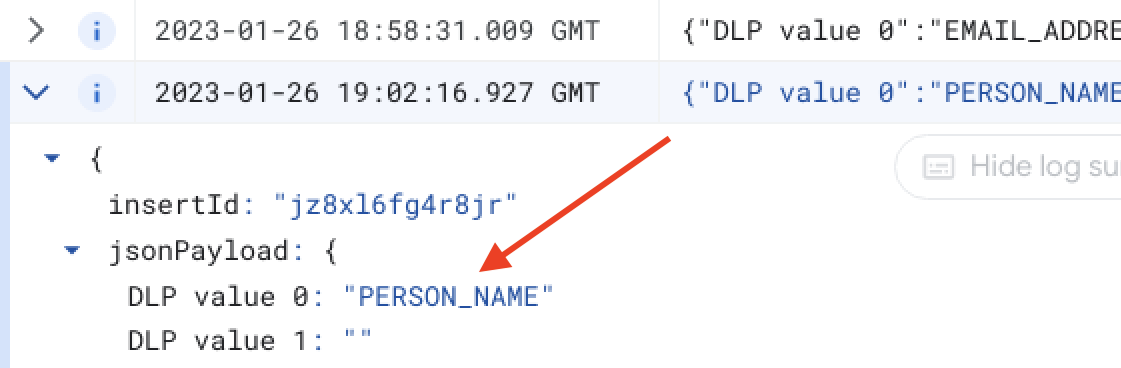 2023-01-26 18:58:31.009 GMT {"DLP value 0":"EMAIL_ADDRE
2023-01-26 19:02:16.927 GMT {"DLP value 0":"PERSON_NAME
{
Hide log su
insertId: "jz8xl6fg4r8jr"
jsonPayload: {
DLP value 0: "PERSON_NAME"
DLP value 1: ""